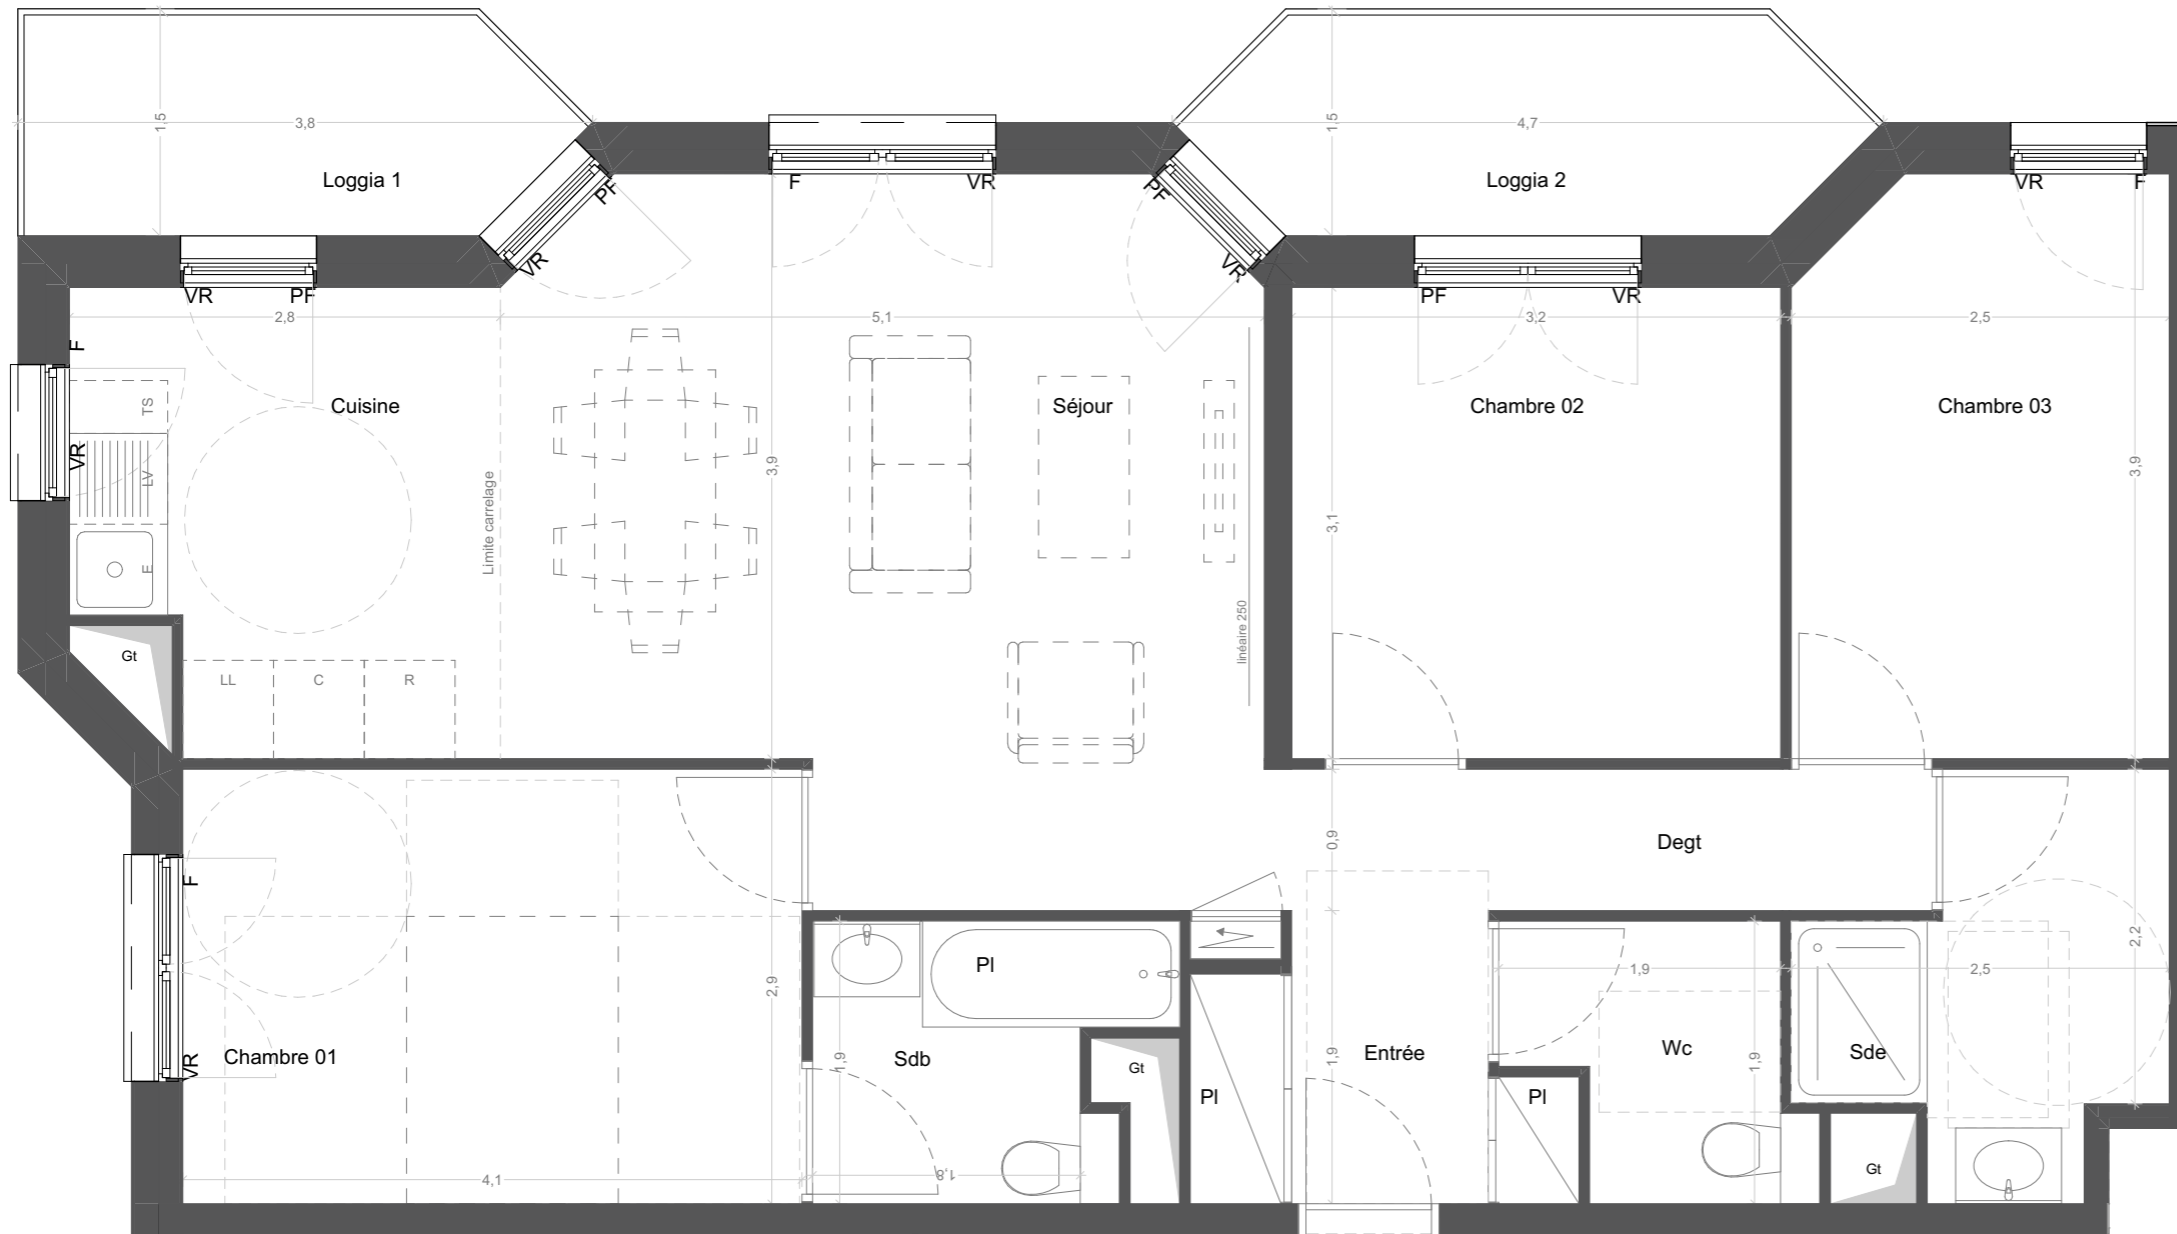 1,5
3,8
Loggia 1
1,5
4,7
Loggia 2
F
VR
PF
VR
PF
VR
VR
F
VR
PF
PF
VR
2,8
5,1
3,2
2,5
F
VR
TS
LV
E
Cuisine
Limite carrelage
3,9
Séjour
linéaire 250
Chambre 02
3,1
Chambre 03
3,9
Gt
LL
C
R
0,9
Degt
F
VR
Chambre 01
2,9
4,1
Pl
Sdb
1,9
1,8
Gt
Pl
Entrée
1,9
Pl
1,9
Wc
1,9
Sde
2,5
2,2
Gt